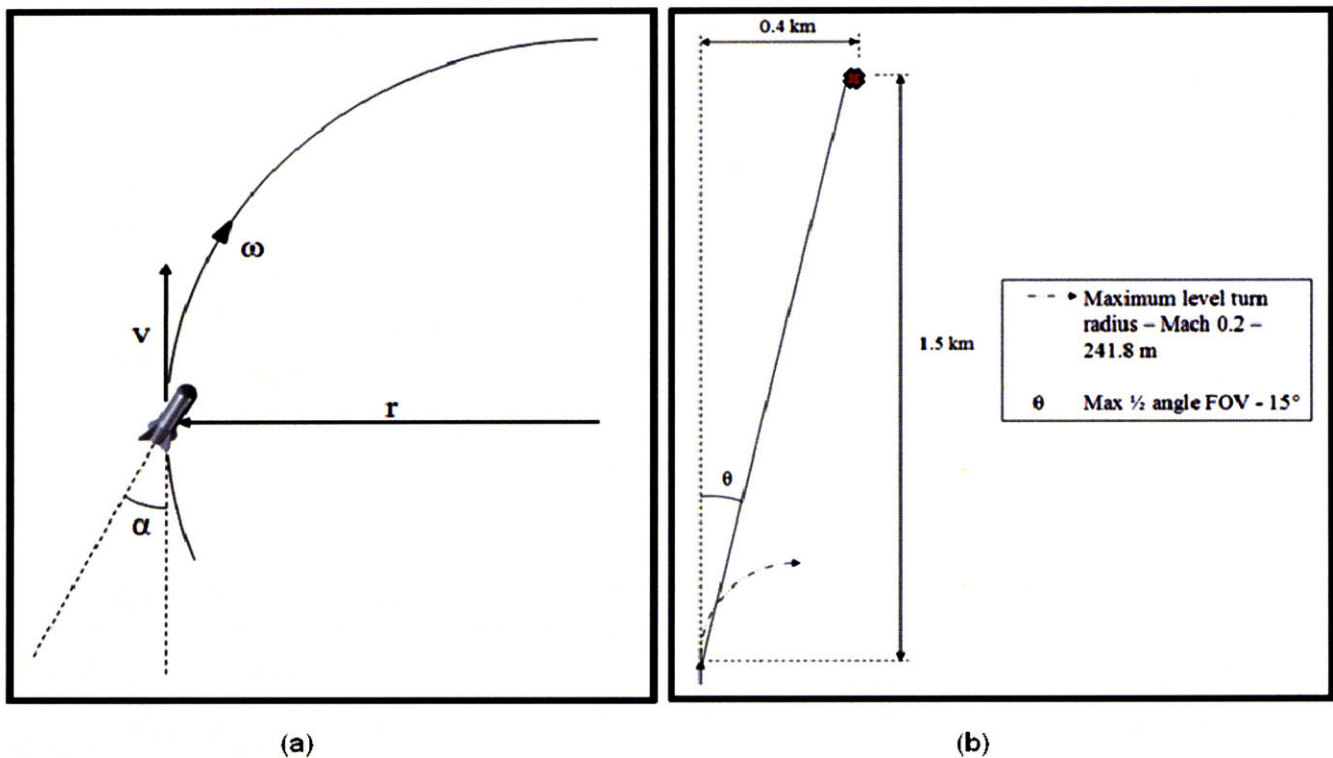 ω
v
r
α
(a)
0.4 km
1.5 km
θ
Maximum level turn
radius – Mach 0.2 –
241.8 m
θ Max ½ angle FOV - 15°
(b)